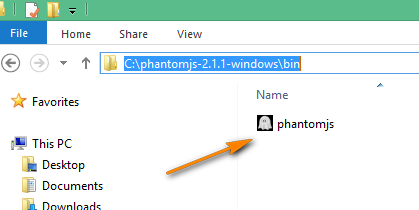 File Home Share View
C:\phantomjs-2.1.1-windows\bin
Favorites
Name
phantomjs
This PC
Desktop
Documents
Downloads